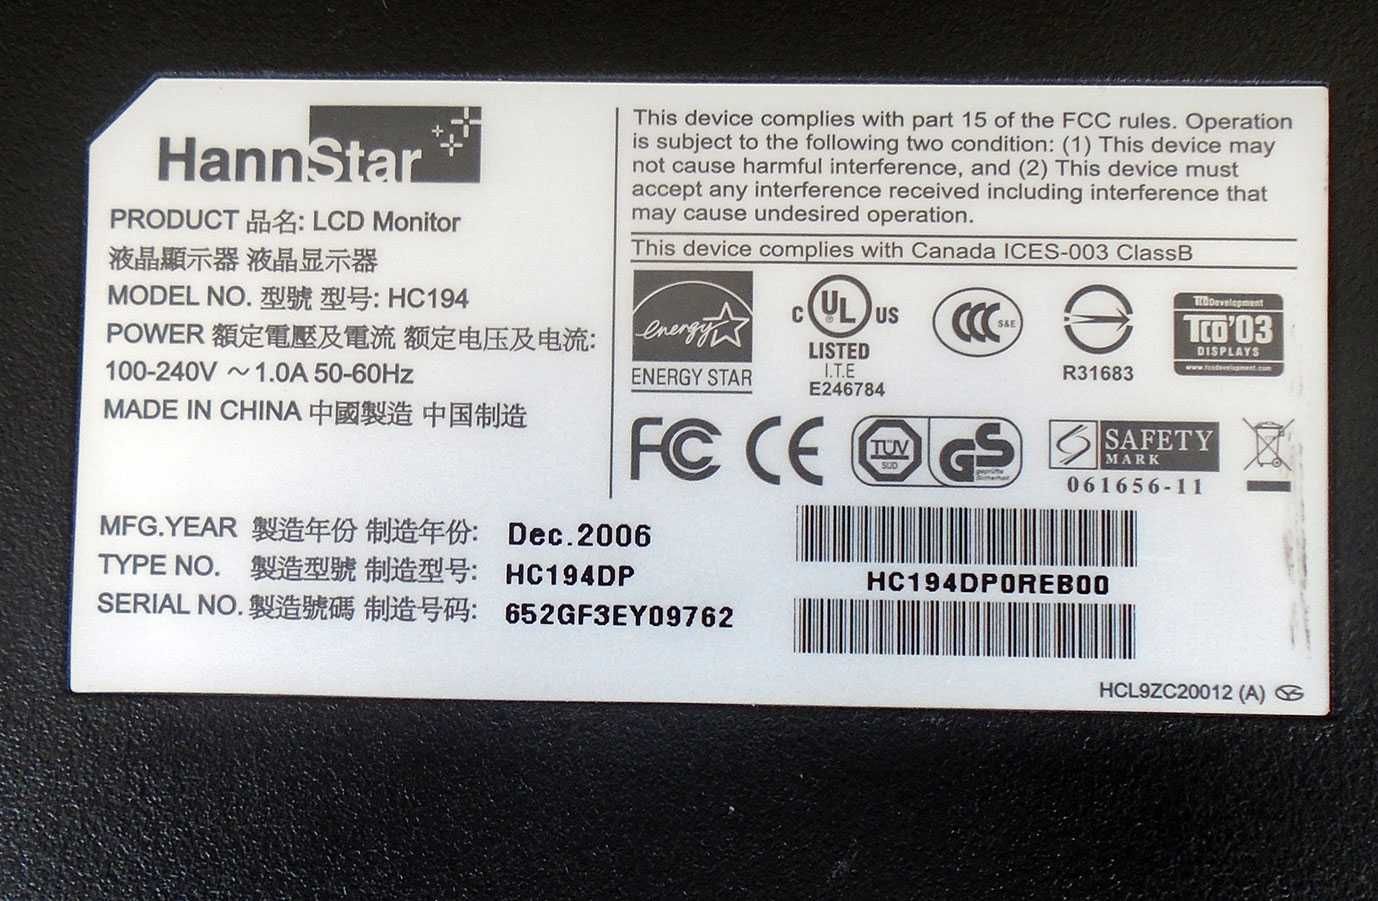 HannStar
PRODUCT 品名: LCD Monitor
液晶顯示器 液晶显示器
MODEL NO. 型號 型号: HC194
POWER 額定電壓及電流 额定电压及电流:
100-240V ～1.0A 50-60Hz
MADE IN CHINA 中國製造 中国制造
This device complies with part 15 of the FCC rules. Operation
is subject to the following two condition: (1) This device may
not cause harmful interference, and (2) This device must
accept any interference received including interference that
may cause undesired operation.
This device complies with Canada ICES-003 ClassB
energy
ENERGY STAR
C UL US
LISTED
I.T.E
E246784
CCC S&E
R31683
TCO Development
TCO'03
DISPLAYS
www.tcodevelopment.com
FC CE
TÜV
SÜD
GS
geprüfte
Sicherheit
SAFETY
MARK
061656-11
MFG.YEAR 製造年份 制造年份: Dec.2006
TYPE NO. 製造型號 制造型号: HC194DP
SERIAL NO. 製造號碼 制造号码: 652GF3EY09762
HC194DP0REB00
HCL9ZC20012 (A)